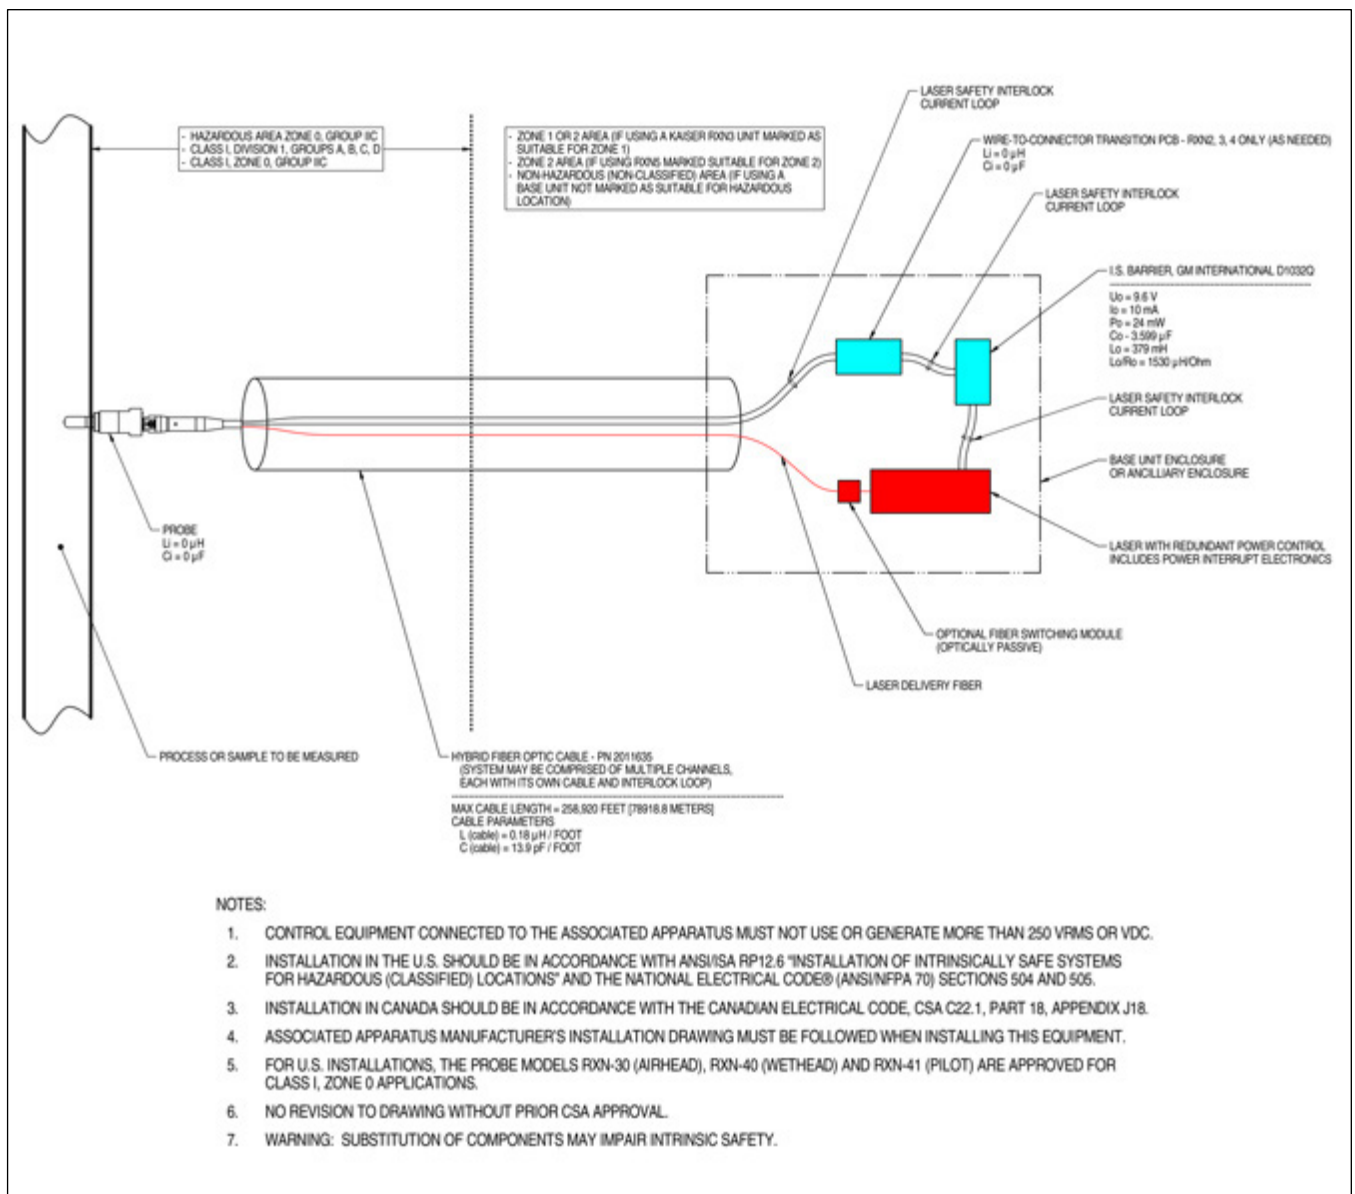 - HAZARDOUS AREA ZONE 0, GROUP IIC
- CLASS I, DIVISION 1, GROUPS A, B, C, D
- CLASS I, ZONE 0, GROUP IIC
- ZONE 1 OR 2 AREA (IF USING A KAISER RXN3 UNIT MARKED AS
SUITABLE FOR ZONE 1)
- ZONE 2 AREA (IF USING RXN5 MARKED SUITABLE FOR ZONE 2)
- NON-HAZARDOUS (NON-CLASSIFIED) AREA (IF USING A
BASE UNIT NOT MARKED AS SUITABLE FOR HAZARDOUS
LOCATION)
LASER SAFETY INTERLOCK
CURRENT LOOP
WIRE-TO-CONNECTOR TRANSITION PCB - RXN2, 3, 4 ONLY (AS NEEDED)
Li = 0 µH
Ci = 0 µF
LASER SAFETY INTERLOCK
CURRENT LOOP
I.S. BARRIER, GM INTERNATIONAL D1032Q
Uo = 9.6 V
Io = 10 mA
Po = 24 mW
Co - 3.599 µF
Lo = 379 mH
Lo/Ro = 1530 µH/Ohm
LASER SAFETY INTERLOCK
CURRENT LOOP
BASE UNIT ENCLOSURE
OR ANCILLIARY ENCLOSURE
PROBE
Li = 0 µH
Ci = 0 µF
LASER WITH REDUNDANT POWER CONTROL
INCLUDES POWER INTERRUPT ELECTRONICS
OPTIONAL FIBER SWITCHING MODULE
(OPTICALLY PASSIVE)
LASER DELIVERY FIBER
PROCESS OR SAMPLE TO BE MEASURED
HYBRID FIBER OPTIC CABLE - PN 2011635
(SYSTEM MAY BE COMPRISED OF MULTIPLE CHANNELS,
EACH WITH ITS OWN CABLE AND INTERLOCK LOOP)
MAX CABLE LENGTH = 258,920 FEET [78918.8 METERS]
CABLE PARAMETERS
L (cable) = 0.18 µH / FOOT
C (cable) = 13.9 pF / FOOT
NOTES:
1. CONTROL EQUIPMENT CONNECTED TO THE ASSOCIATED APPARATUS MUST NOT USE OR GENERATE MORE THAN 250 VRMS OR VDC.
2. INSTALLATION IN THE U.S. SHOULD BE IN ACCORDANCE WITH ANSI/ISA RP12.6 "INSTALLATION OF INTRINSICALLY SAFE SYSTEMS
FOR HAZARDOUS (CLASSIFIED) LOCATIONS" AND THE NATIONAL ELECTRICAL CODE® (ANSI/NFPA 70) SECTIONS 504 AND 505.
3. INSTALLATION IN CANADA SHOULD BE IN ACCORDANCE WITH THE CANADIAN ELECTRICAL CODE, CSA C22.1, PART 18, APPENDIX J18.
4. ASSOCIATED APPARATUS MANUFACTURER'S INSTALLATION DRAWING MUST BE FOLLOWED WHEN INSTALLING THIS EQUIPMENT.
5. FOR U.S. INSTALLATIONS, THE PROBE MODELS RXN-30 (AIRHEAD), RXN-40 (WETHEAD) AND RXN-41 (PILOT) ARE APPROVED FOR
CLASS I, ZONE 0 APPLICATIONS.
6. NO REVISION TO DRAWING WITHOUT PRIOR CSA APPROVAL.
7. WARNING: SUBSTITUTION OF COMPONENTS MAY IMPAIR INTRINSIC SAFETY.